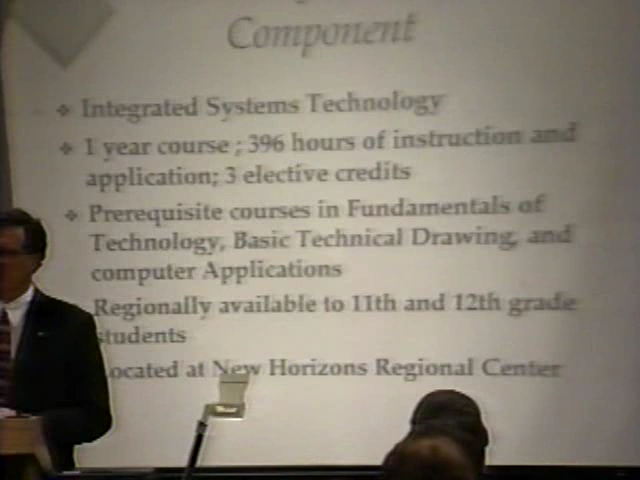 Component
Integrated Systems Technology
1 year course ; 396 hours of instruction and
application; 3 elective credits
Prerequisite courses in Fundamentals of
Technology, Basic Technical Drawing, and
computer Applications
Regionally available to 11th and 12th grade
students
ocated at New Horizons Regional Center